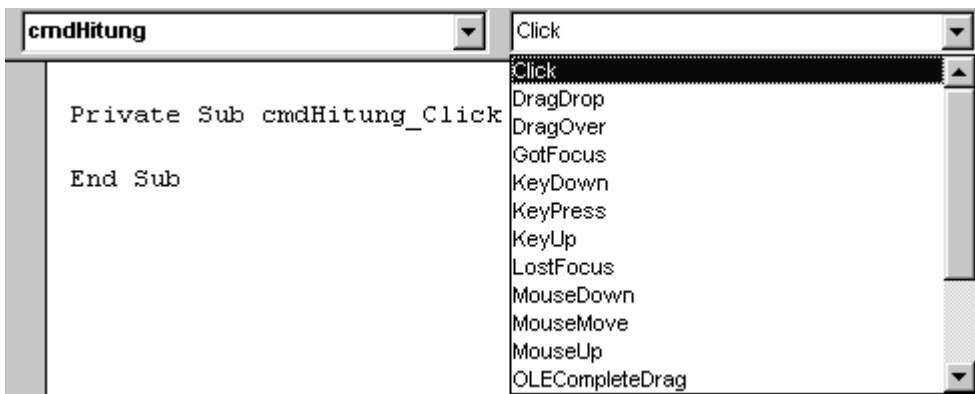 cmdHitung
Click
Private Sub cmdHitung_Click
End Sub
Click
DragDrop
DragOver
GotFocus
KeyDown
KeyPress
KeyUp
LostFocus
MouseDown
MouseMove
MouseUp
OLECompleteDrag